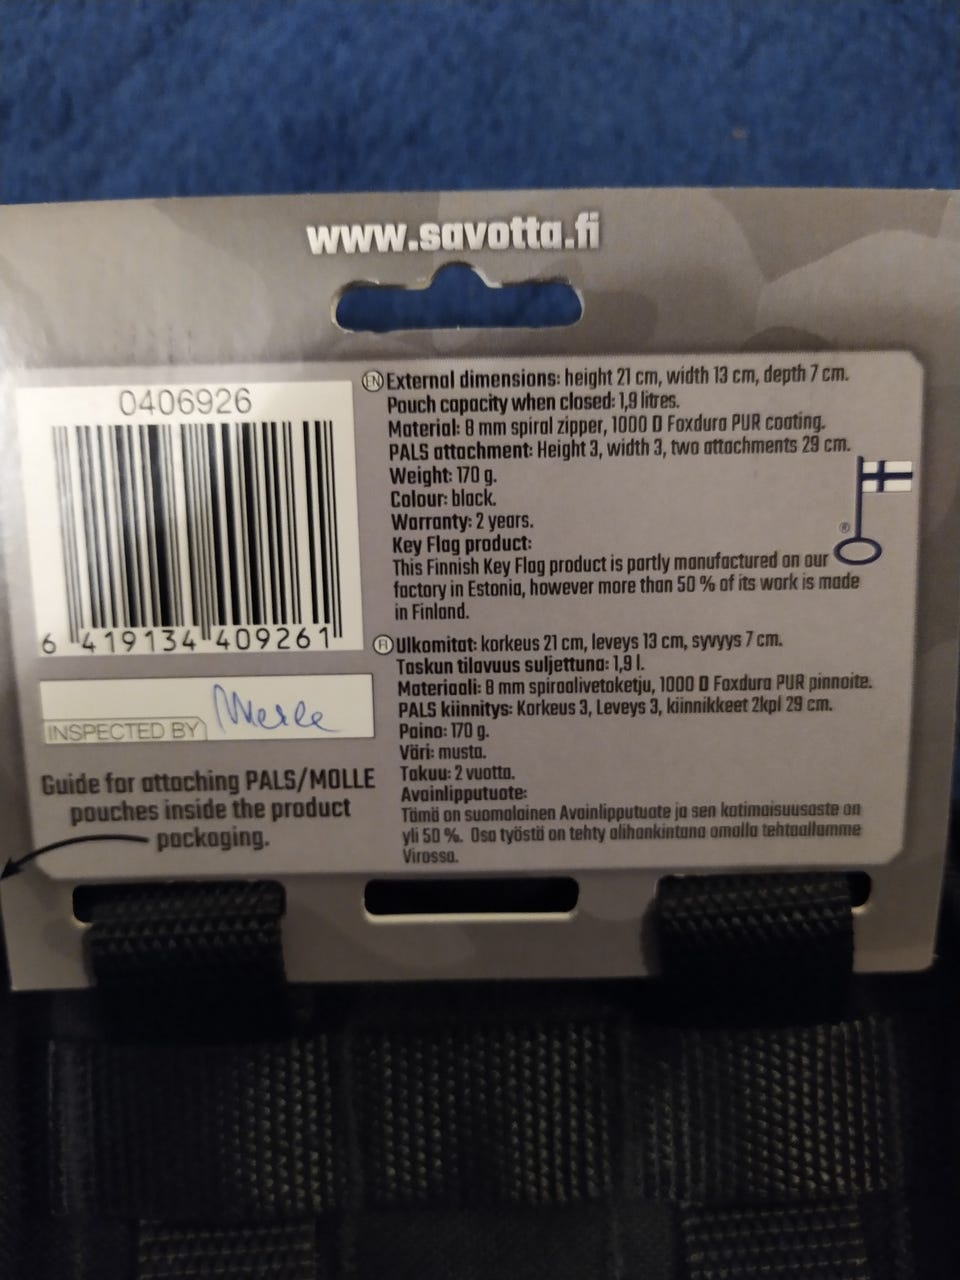 www.savotta.fi
0406926
6 419134 409261
INSPECTED BY Merle
Guide for attaching PALS/MOLLE
pouches inside the product
packaging.
EN External dimensions: height 21 cm, width 13 cm, depth 7 cm.
Pouch capacity when closed: 1,9 litres.
Material: 8 mm spiral zipper, 1000 D Foxdura PUR coating.
PALS attachment: Height 3, width 3, two attachments 29 cm.
Weight: 170 g.
Colour: black.
Warranty: 2 years.
Key Flag product:
This Finnish Key Flag product is partly manufactured on our
factory in Estonia, however more than 50 % of its work is made
in Finland.
®
FI Ulkomitat: korkeus 21 cm, leveys 13 cm, syvyys 7 cm.
Taskun tilavuus suljettuna: 1,9 l.
Materiaali: 8 mm spiraalivetoketju, 1000 D Foxdura PUR pinnoite.
PALS kiinnitys: Korkeus 3, Leveys 3, kiinnikkeet 2kpl 29 cm.
Paino: 170 g.
Väri: musta.
Takuu: 2 vuotta.
Avainlipputuote:
Tämä on suomalainen Avainlipputuote ja sen kotimaisuusaste on
yli 50 %. Osa työstä on tehty alihankintana omalla tehtaallamme
Virossa.